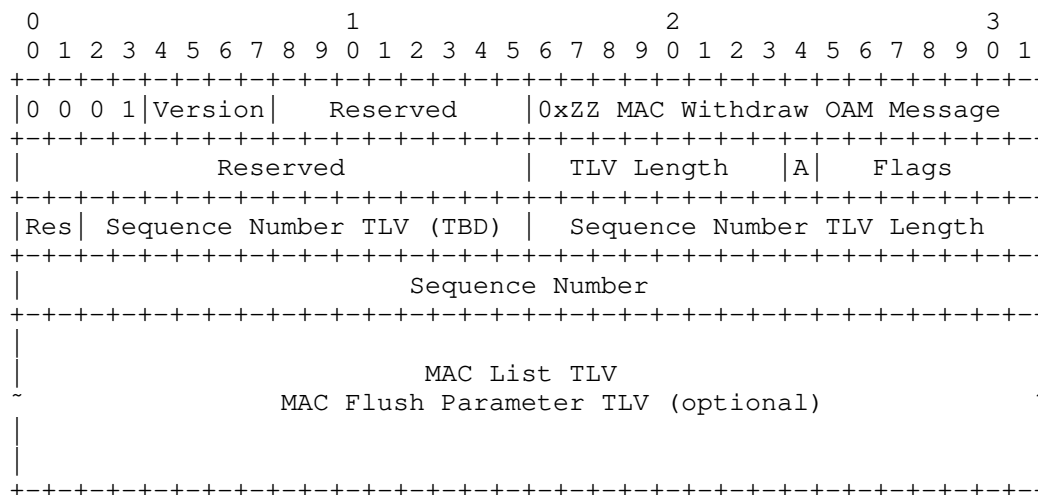 0                   1                   2                   3
0 1 2 3 4 5 6 7 8 9 0 1 2 3 4 5 6 7 8 9 0 1 2 3 4 5 6 7 8 9 0 1
+-+-+-+-+-+-+-+-+-+-+-+-+-+-+-+-+-+-+-+-+-+-+-+-+-+-+-+-+-+-+-+-
|0 0 0 1|Version|   Reserved    |0xZZ MAC Withdraw OAM Message
+-+-+-+-+-+-+-+-+-+-+-+-+-+-+-+-+-+-+-+-+-+-+-+-+-+-+-+-+-+-+-+-
|            Reserved           |  TLV Length   |A|   Flags
+-+-+-+-+-+-+-+-+-+-+-+-+-+-+-+-+-+-+-+-+-+-+-+-+-+-+-+-+-+-+-+-
|Res| Sequence Number TLV (TBD) |  Sequence Number TLV Length
+-+-+-+-+-+-+-+-+-+-+-+-+-+-+-+-+-+-+-+-+-+-+-+-+-+-+-+-+-+-+-+-
|                        Sequence Number
+-+-+-+-+-+-+-+-+-+-+-+-+-+-+-+-+-+-+-+-+-+-+-+-+-+-+-+-+-+-+-+-
|
|                         MAC List TLV
~                MAC Flush Parameter TLV (optional)
|
|
+-+-+-+-+-+-+-+-+-+-+-+-+-+-+-+-+-+-+-+-+-+-+-+-+-+-+-+-+-+-+-+-